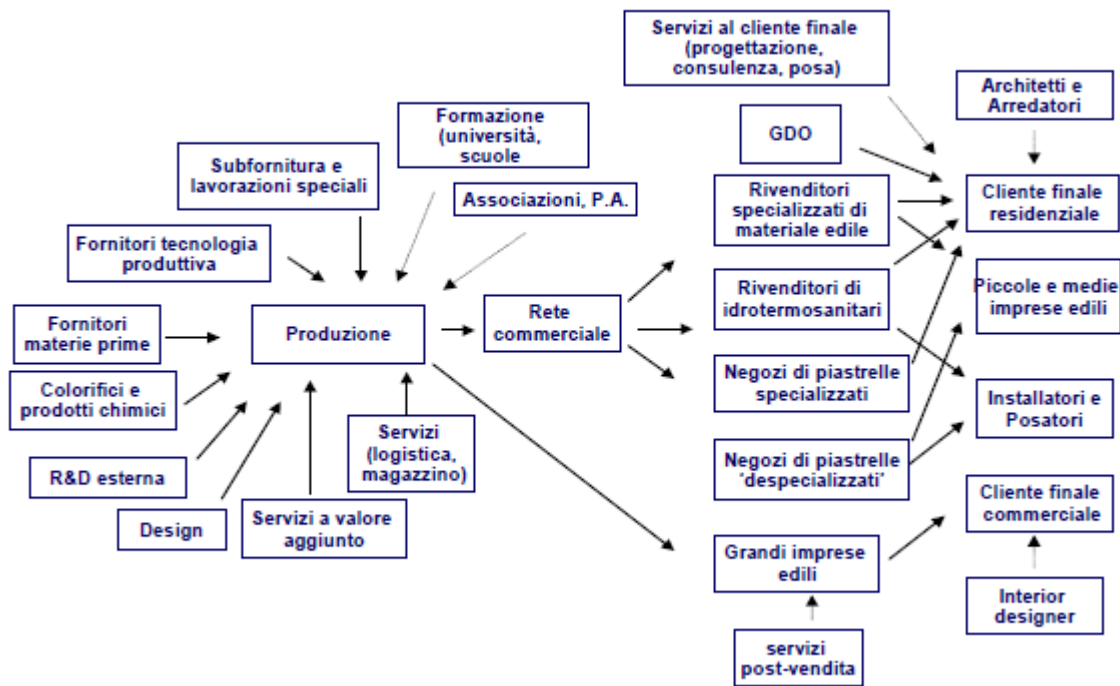 Servizi al cliente finale
(progettazione,
consulenza, posa)
Architetti e
Arredatori
Formazione
(università,
scuole
GDO
Subfornitura e
lavorazioni speciali
Associazioni, P.A.
Rivenditori
specializzati di
materiale edile
Cliente finale
residenziale
Fornitori tecnologia
produttiva
Fornitori
materie prime
Produzione
Rete
commerciale
Rivenditori di
idrotermosanitari
Piccole e medie
imprese edili
Colorifici e
prodotti chimici
Negozi di piastrelle
specializzati
Installatori e
Posatori
Servizi
(logistica,
magazzino)
R&D esterna
Negozi di piastrelle
'despecializzati'
Design
Servizi a valore
aggiunto
Cliente finale
commerciale
Grandi imprese
edili
Interior
designer
servizi
post-vendita